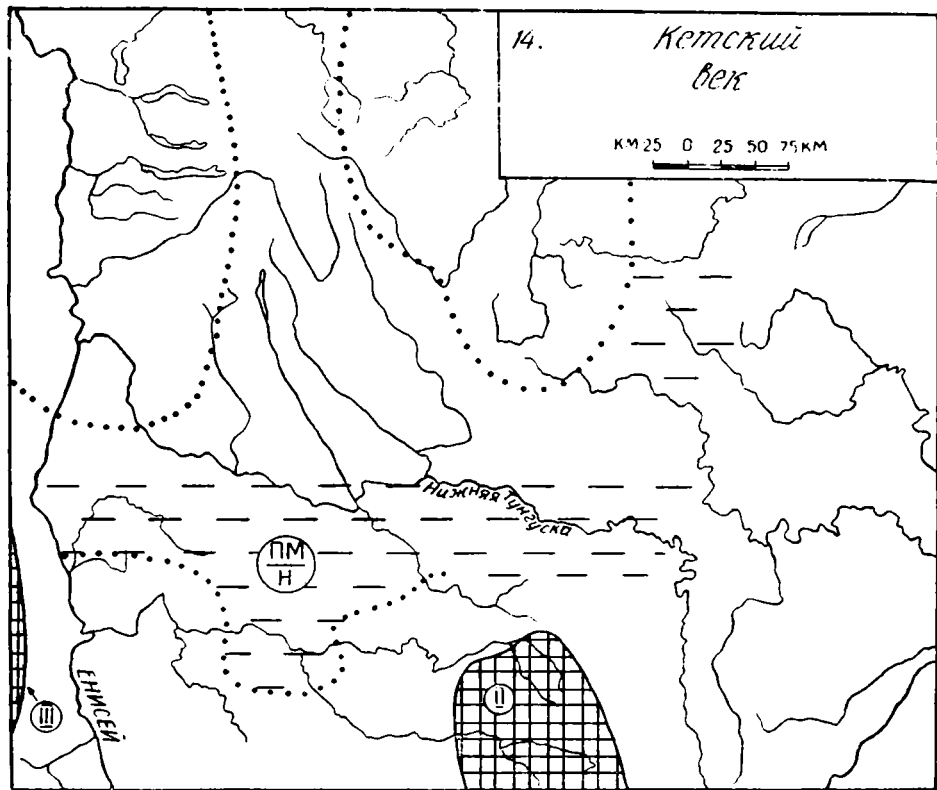 14.
Кетский
век
КМ 25 0 25 50 75 КМ
Нижняя Тунгуска
ПМ
Н
II
III
ЕНИСЕЙ